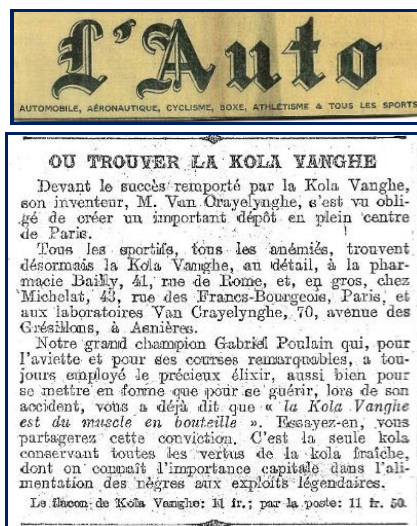 L'Auto
AUTOMOBILE, AÉRONAUTIQUE, CYCLISME, BOXE, ATHLÉTISME & TOUS LES SPORTS
OU TROUVER LA KOLA VANGHE
Devant le succès remporté par la Kola Vanghe,
son inventeur, M. Van Crayelynghe, s'est vu obli-
gé de créer un important dépôt en plein centre
de Paris.
Tous les sportifs, tous les anémiés, trouvent
désormais la Kola Vanghe, au détail, à la phar-
macie Bailly, 41, rue de Rome, et, en gros, chez
Michelat, 43, rue des Francs-Bourgeois, Paris, et
aux laboratoires Van Crayelynghe, 70, avenue des
Grésillons, à Asnières.
Notre grand champion Gabriel Poulain qui, pour
l'aviette et pour ses courses remarquables, a tou-
jours employé le précieux élixir, aussi bien pour
se mettre en forme que pour se guérir, lors de son
accident, vous a déjà dit que « la Kola Vanghe
est du muscle en bouteille ». Essayez-en, vous
partagerez cette conviction. C'est la seule kola
conservant toutes les vertus de la kola fraîche,
dont on connaît l'importance capitale dans l'ali-
mentation des nègres aux exploits légendaires.
Le flacon de Kola Vanghe: 11 fr.; par la poste: 11 fr. 50.